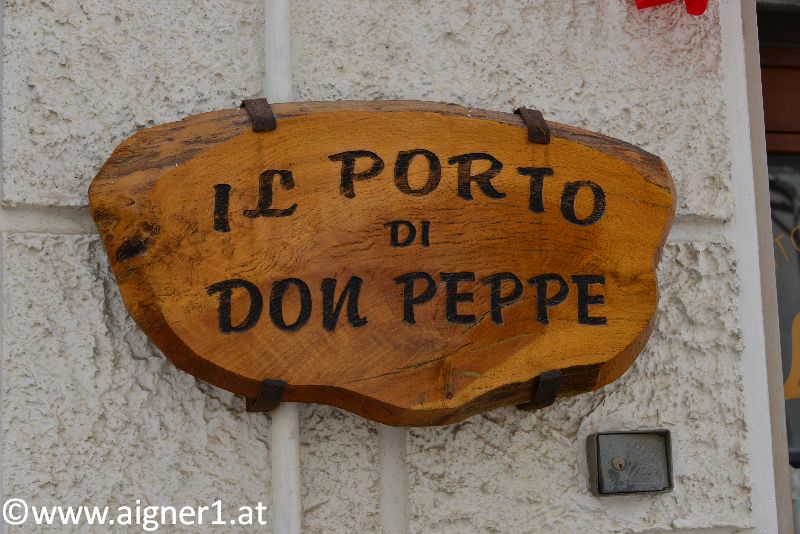 IL PORTO
DI
DON PEPPE
©www.aigner1.at